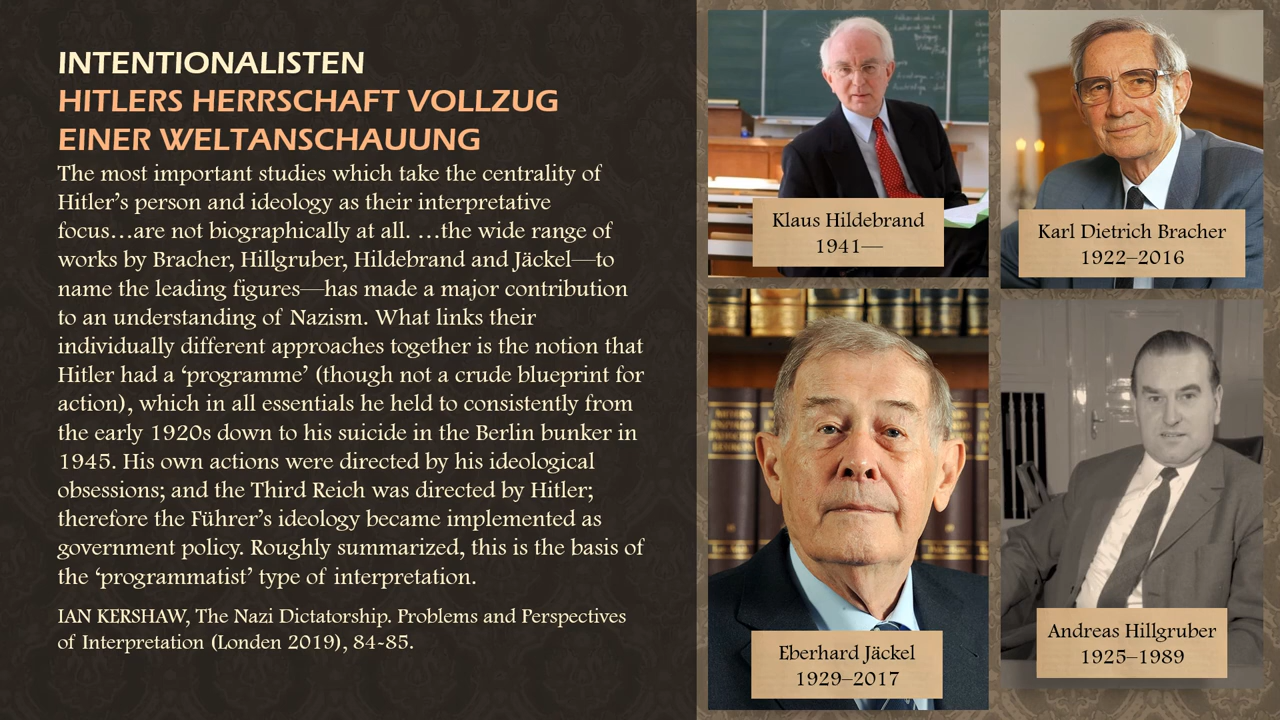 INTENTIONALISTEN
HITLERS HERRSCHAFT VOLLZUG
EINER WELTANSCHAUUNG
The most important studies which take the centrality of
Hitler’s person and ideology as their interpretative
focus…are not biographically at all. …the wide range of
works by Bracher, Hillgruber, Hildebrand and Jäckel—to
name the leading figures—has made a major contribution
to an understanding of Nazism. What links their
individually different approaches together is the notion that
Hitler had a ‘programme’ (though not a crude blueprint for
action), which in all essentials he held to consistently from
the early 1920s down to his suicide in the Berlin bunker in
1945. His own actions were directed by his ideological
obsessions; and the Third Reich was directed by Hitler;
therefore the Führer’s ideology became implemented as
government policy. Roughly summarized, this is the basis of
the ‘programmatist’ type of interpretation.
IAN KERSHAW, The Nazi Dictatorship. Problems and Perspectives
of Interpretation (Londen 2019), 84-85.
Klaus Hildebrand
1941—
Karl Dietrich Bracher
1922–2016
Eberhard Jäckel
1929–2017
Andreas Hillgruber
1925–1989